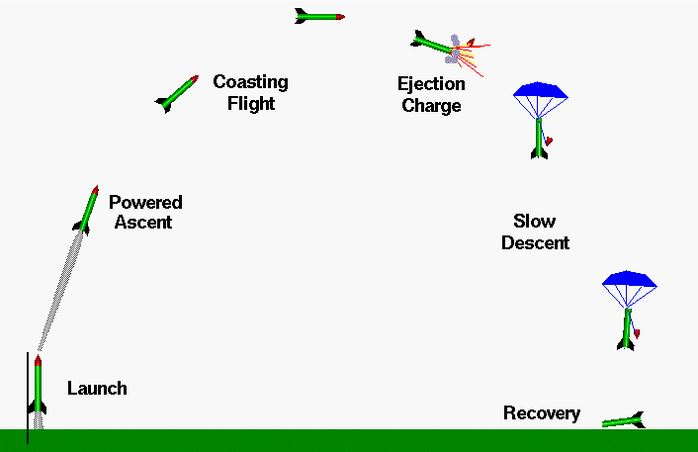 Coasting
Flight
Ejection
Charge
Powered
Ascent
Slow
Descent
Launch
Recovery